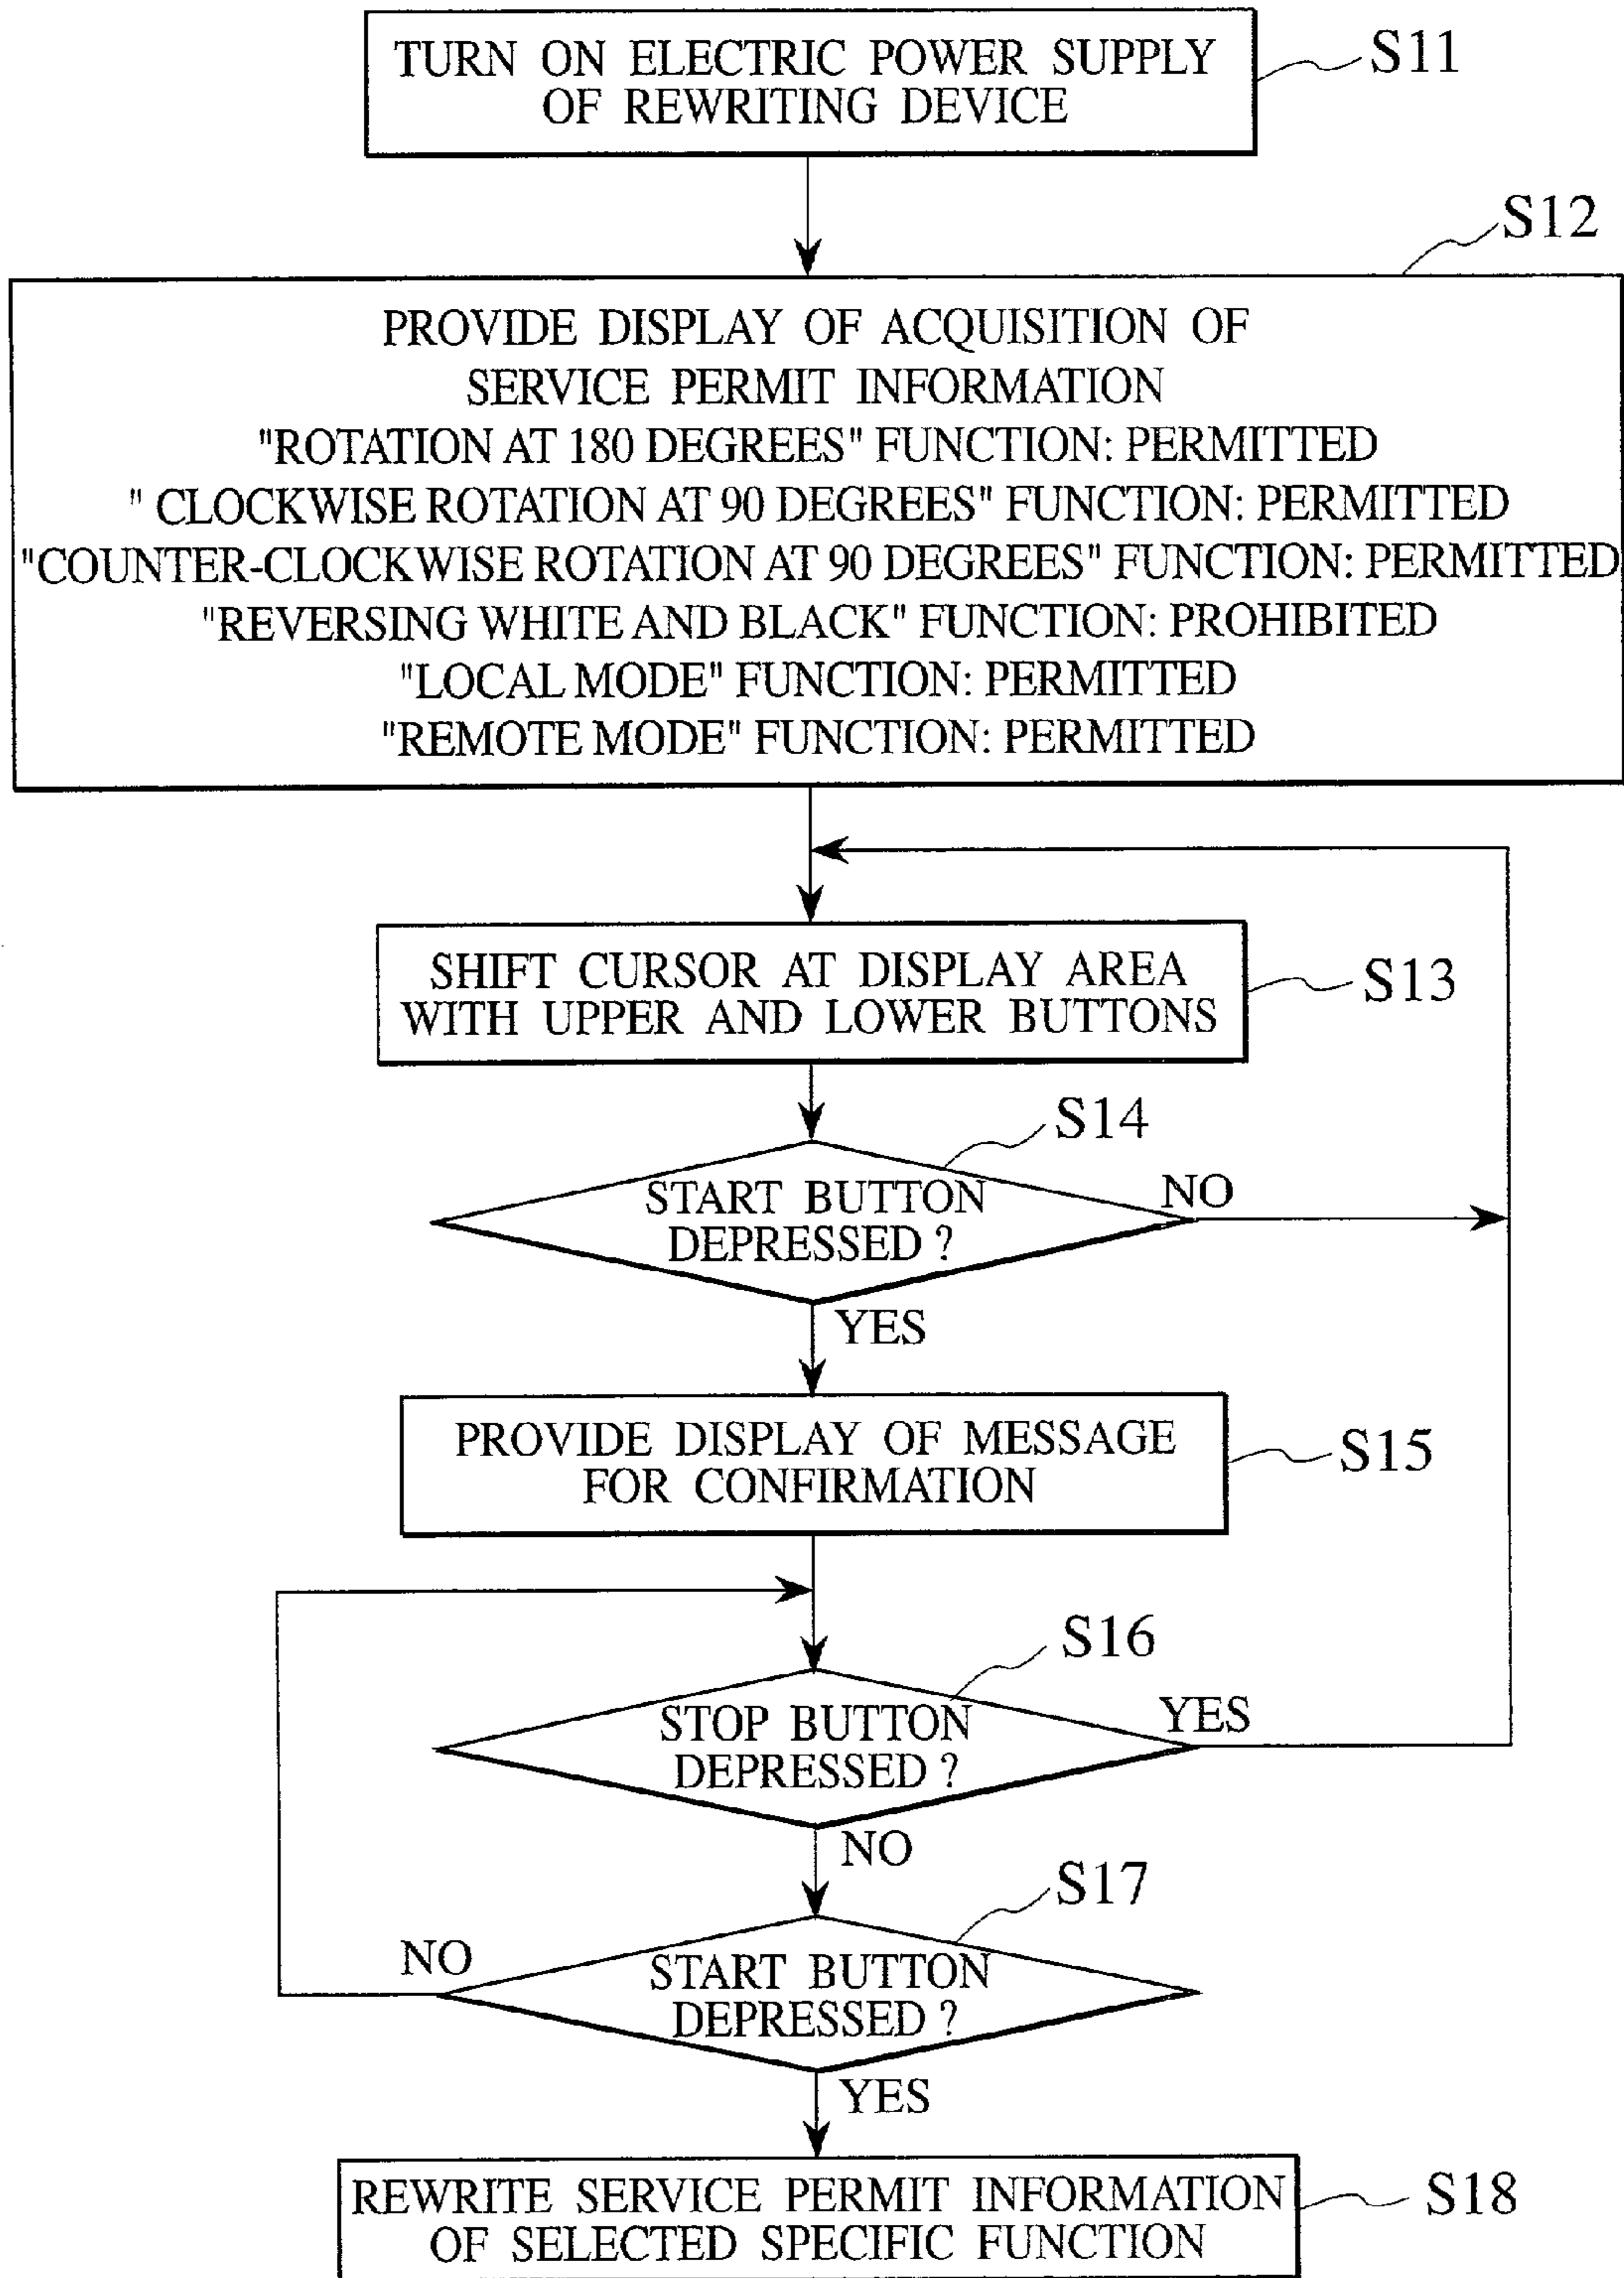 TURN ON ELECTRIC POWER SUPPLY
OF REWRITING DEVICE
S11
S12
PROVIDE DISPLAY OF ACQUISITION OF
SERVICE PERMIT INFORMATION
"ROTATION AT 180 DEGREES" FUNCTION: PERMITTED
" CLOCKWISE ROTATION AT 90 DEGREES" FUNCTION: PERMITTED
"COUNTER-CLOCKWISE ROTATION AT 90 DEGREES" FUNCTION: PERMITTED
"REVERSING WHITE AND BLACK" FUNCTION: PROHIBITED
"LOCAL MODE" FUNCTION: PERMITTED
"REMOTE MODE" FUNCTION: PERMITTED
SHIFT CURSOR AT DISPLAY AREA
WITH UPPER AND LOWER BUTTONS
S13
S14
START BUTTON
DEPRESSED ?
NO
YES
PROVIDE DISPLAY OF MESSAGE
FOR CONFIRMATION
S15
S16
STOP BUTTON
DEPRESSED ?
YES
NO
S17
NO
START BUTTON
DEPRESSED ?
YES
REWRITE SERVICE PERMIT INFORMATION
OF SELECTED SPECIFIC FUNCTION
S18